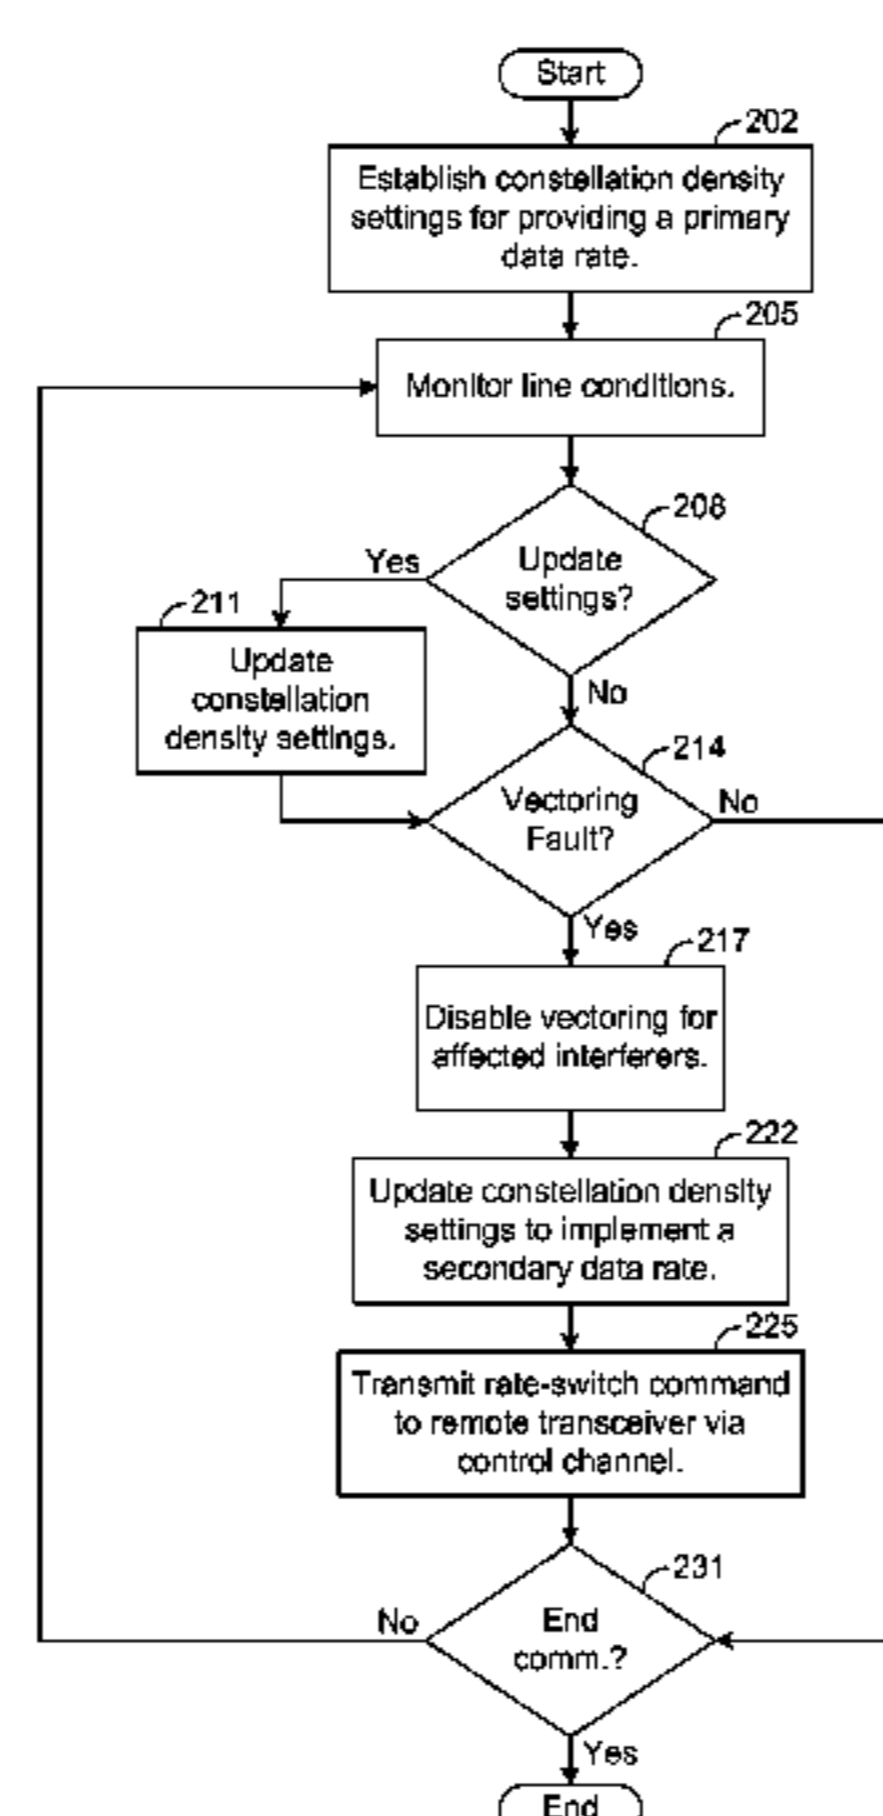 Start
202
Establish constellation density
settings for providing a primary
data rate.
205
Monitor line conditions.
208
Update
settings?
Yes
211
Update
constellation
density settings.
No
214
Vectoring
Fault?
No
Yes
217
Disable vectoring for
affected interferers.
222
Update constellation density
settings to implement a
secondary data rate.
225
Transmit rate-switch command
to remote transceiver via
control channel.
231
End
comm.?
No
Yes
End